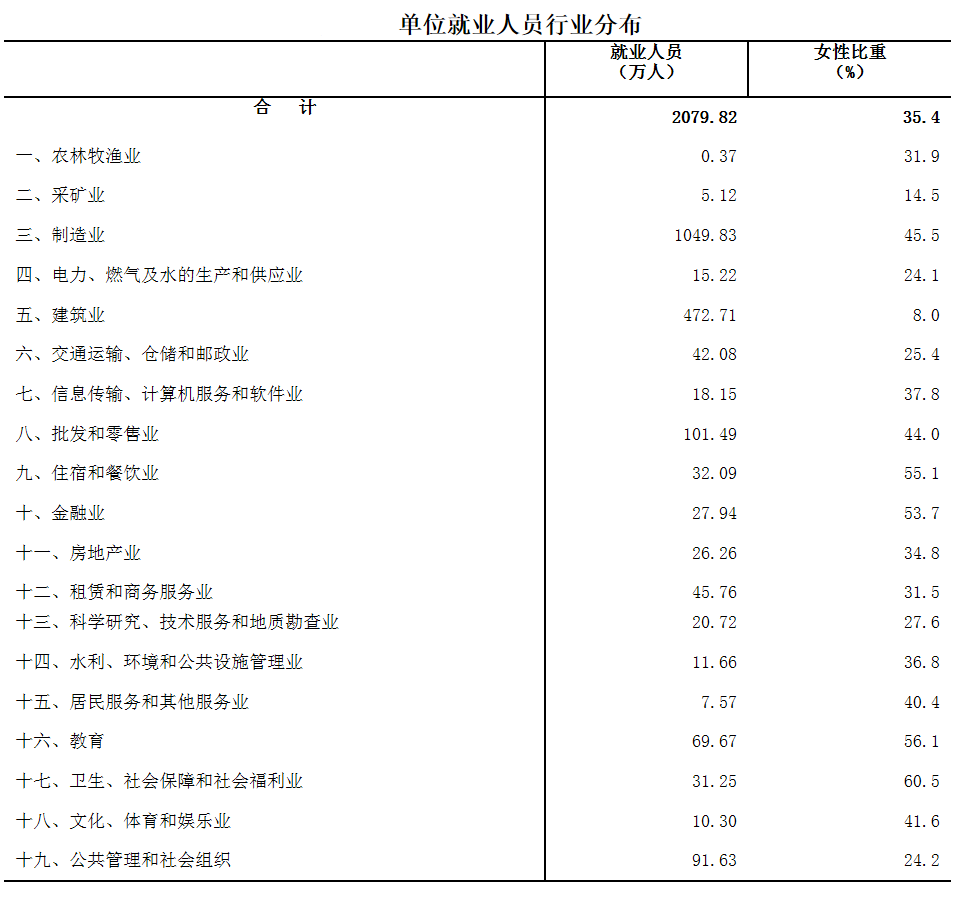 单位就业人员行业分布
就业人员 女性比重
（万人） （%）
合 计 2079.82 35.4
一、农林牧渔业 0.37 31.9
二、采矿业 5.12 14.5
三、制造业 1049.83 45.5
四、电力、燃气及水的生产和供应业 15.22 24.1
五、建筑业 472.71 8.0
六、交通运输、仓储和邮政业 42.08 25.4
七、信息传输、计算机服务和软件业 18.15 37.8
八、批发和零售业 101.49 44.0
九、住宿和餐饮业 32.09 55.1
十、金融业 27.94 53.7
十一、房地产业 26.26 34.8
十二、租赁和商务服务业 45.76 31.5
十三、科学研究、技术服务和地质勘查业 20.72 27.6
十四、水利、环境和公共设施管理业 11.66 36.8
十五、居民服务和其他服务业 7.57 40.4
十六、教育 69.67 56.1
十七、卫生、社会保障和社会福利业 31.25 60.5
十八、文化、体育和娱乐业 10.30 41.6
十九、公共管理和社会组织 91.63 24.2